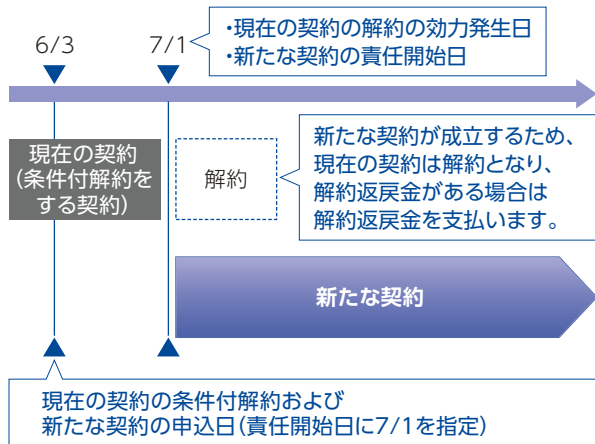 6/3
7/1
・現在の契約の解約の効力発生日
・新たな契約の責任開始日
現在の契約
(条件付解約を
する契約)
解約
新たな契約が成立するため、
現在の契約は解約となり、
解約返戻金がある場合は
解約返戻金を支払います。
新たな契約
現在の契約の条件付解約および
新たな契約の申込日(責任開始日に7/1を指定)